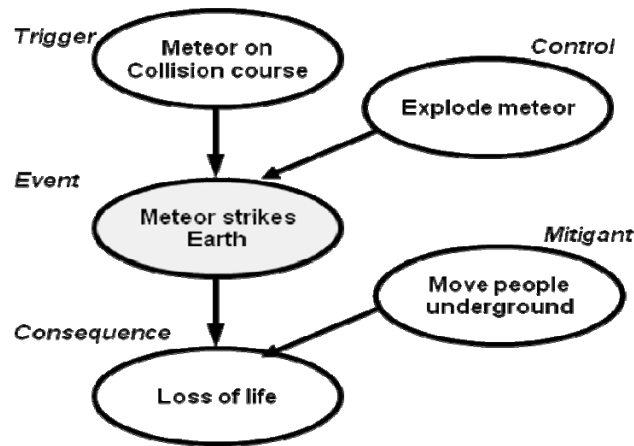 Trigger
Meteor on
Collision course
Control
Explode meteor
Event
Meteor strikes
Earth
Mitigant
Move people
underground
Consequence
Loss of life